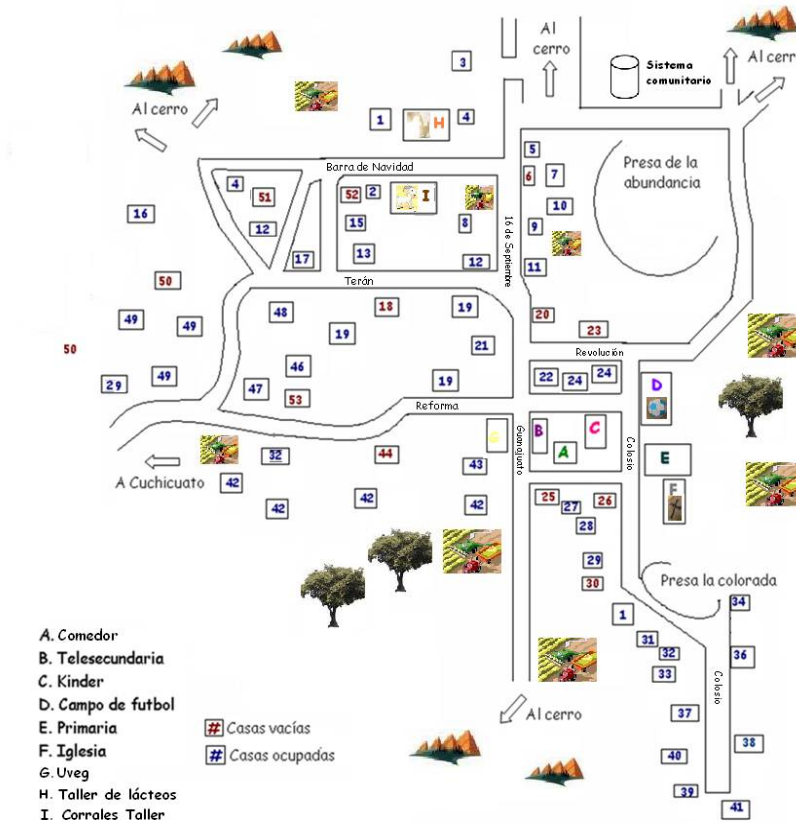 Al
cerro
Al cerro
Sistema
comunitario
3
Al cerro
1
H
4
5
Barra de Navidad
Presa de la
abundancia
6
7
4
51
52
2
I
10
16
12
15
8
16 de Septiembre
9
17
13
12
11
50
Terán
49
48
18
19
20
49
19
23
50
21
Revolución
29
49
46
22
24
24
D
47
53
19
Reforma
G
Guanajuato
B
C
Colosio
A
E
A Cuchicuato
32
44
43
F
42
42
42
42
25
27
26
28
29
30
Presa la colorada
34
1
31
32
33
36
Colosio
37
38
40
39
41
Al cerro
A. Comedor
B. Telesecundaria
C. Kinder
D. Campo de futbol
E. Primaria
F. Iglesia
G. Uveg
H. Taller de lácteos
I. Corrales Taller
# Casas vacías
# Casas ocupadas